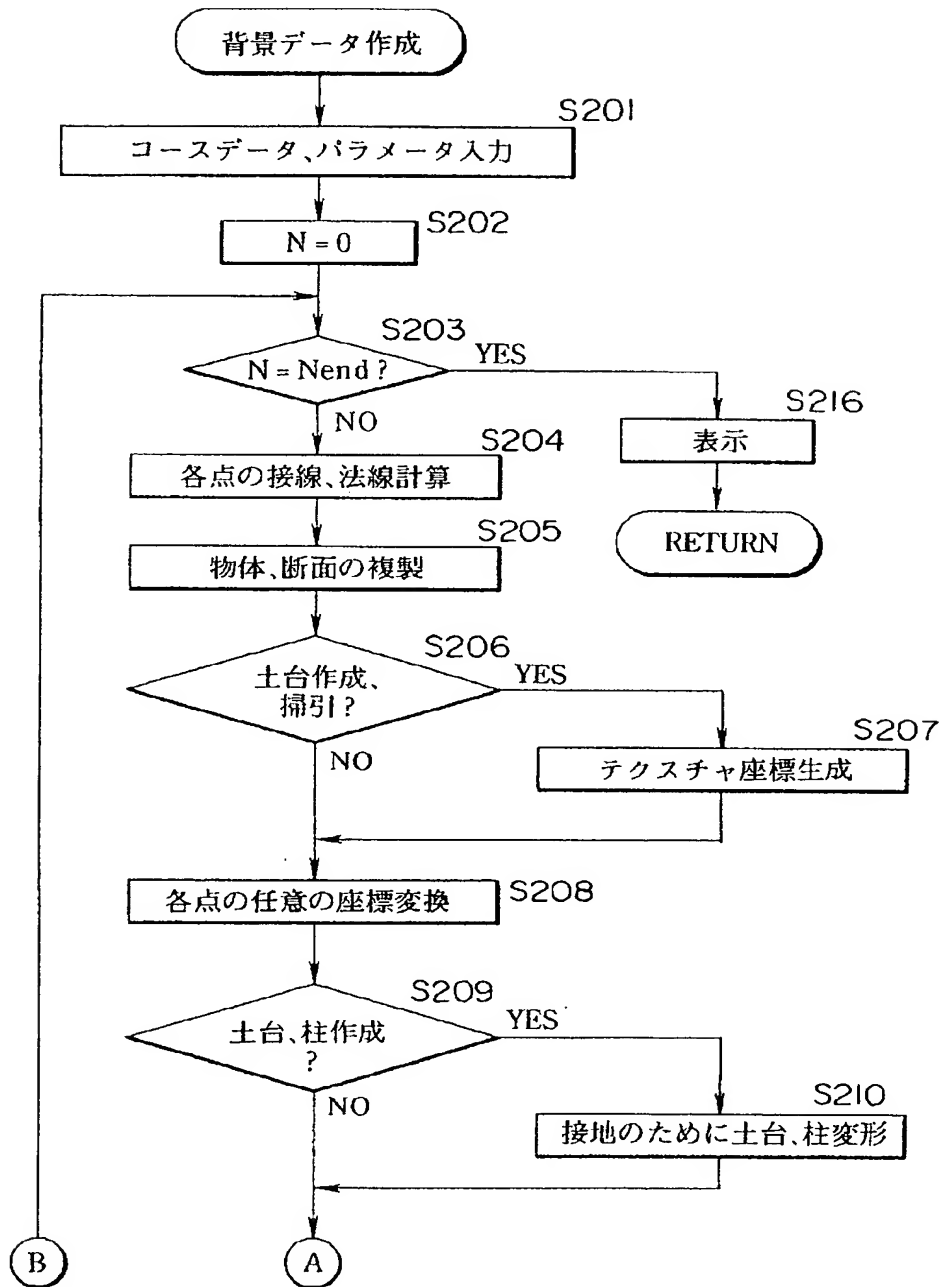 背景データ作成
S201
コースデータ、パラメータ入力
S202
N = 0
S203
N = Nend ?
YES
NO
S216
表示
RETURN
S204
各点の接線、法線計算
S205
物体、断面の複製
S206
土台作成、
掃引?
YES
NO
S207
テクスチャ座標生成
S208
各点の任意の座標変換
S209
土台、柱作成
?
YES
NO
S210
接地のために土台、柱変形
B
A